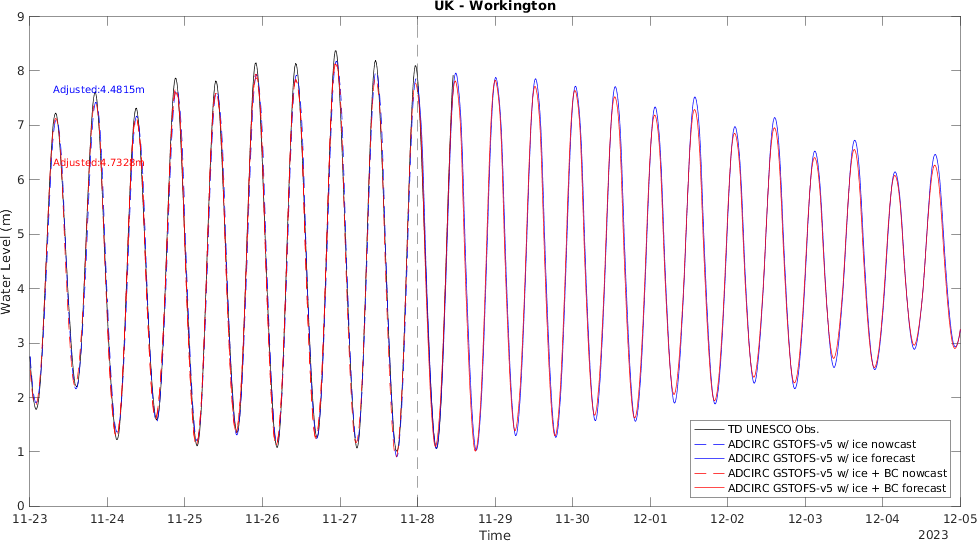 UK - Workington
9
8
7
6
5
4
3
2
1
0
Water Level (m)
Adjusted:4.4815m
Adjusted:4.7328m
TD UNESCO Obs.
ADCIRC GSTOFS-v5 w/ ice nowcast
ADCIRC GSTOFS-v5 w/ ice forecast
ADCIRC GSTOFS-v5 w/ ice + BC nowcast
ADCIRC GSTOFS-v5 w/ ice + BC forecast
11-23 11-24 11-25 11-26 11-27 11-28 11-29 11-30 12-01 12-02 12-03 12-04 12-05
Time
2023